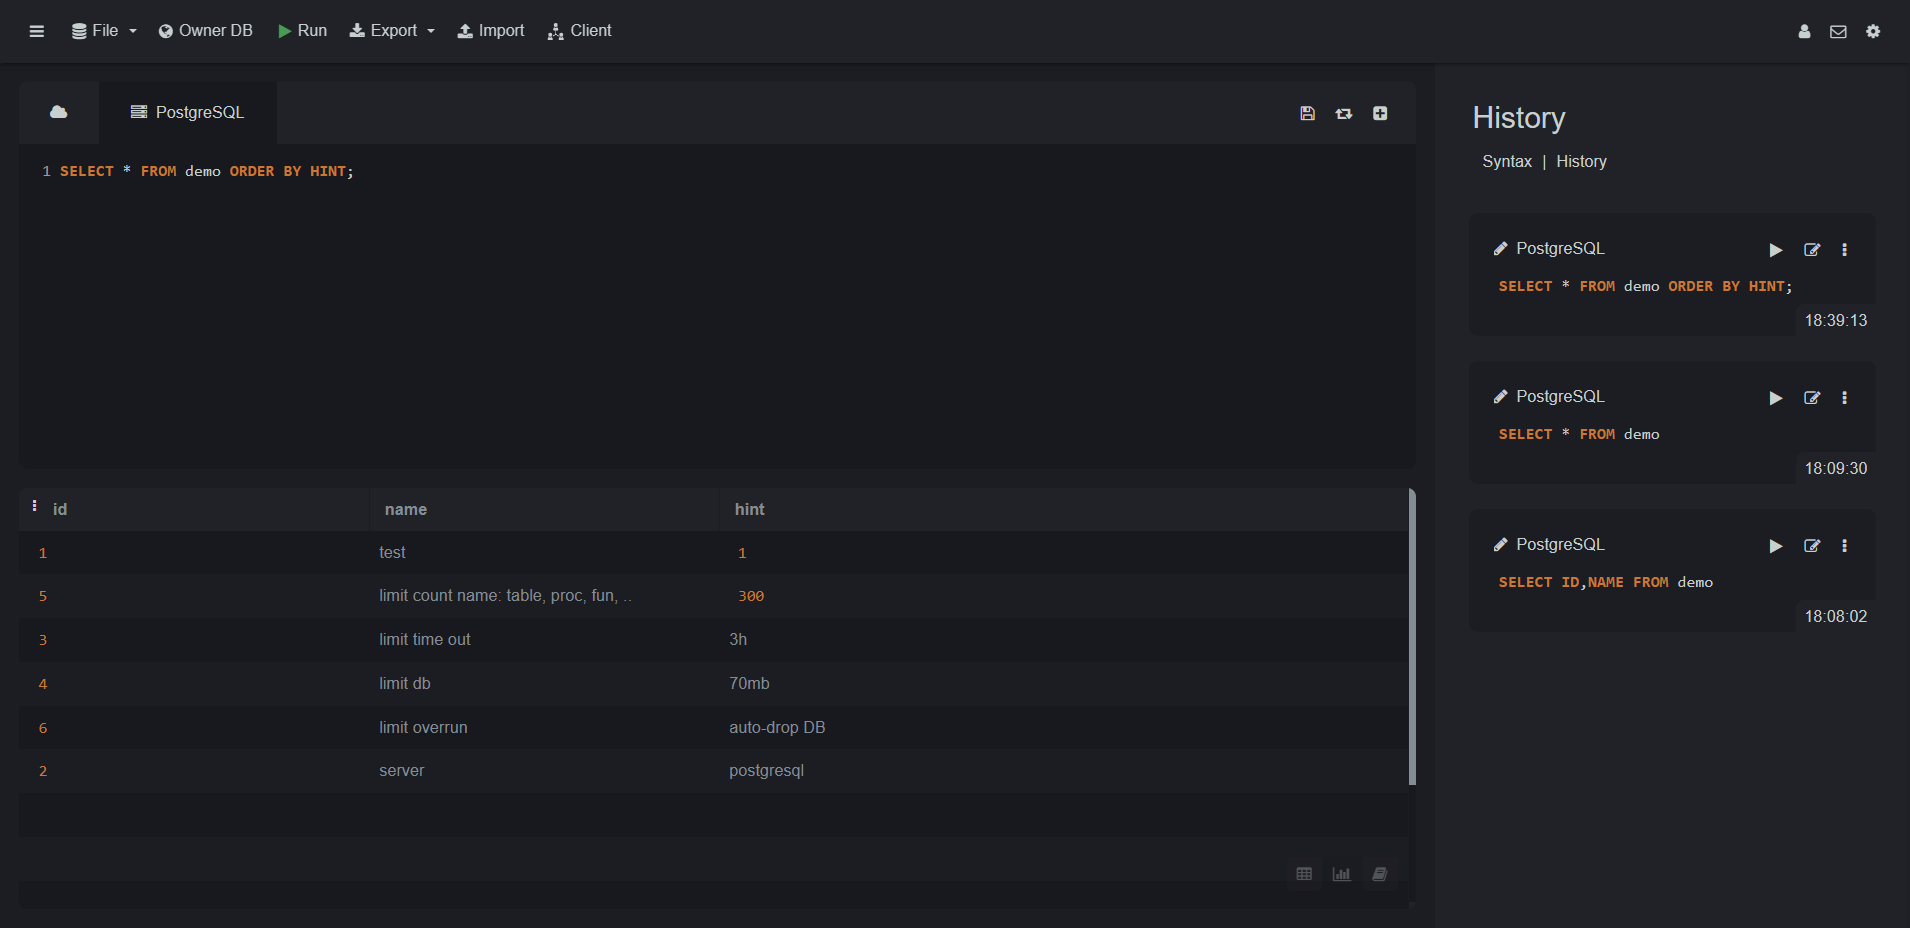 File Owner DB Run Export Import Client
PostgreSQL
1 SELECT * FROM demo ORDER BY HINT;
id name hint
1 test 1
5 limit count name: table, proc, fun, .. 300
3 limit time out 3h
4 limit db 70mb
6 limit overrun auto-drop DB
2 server postgresql
History
Syntax | History
PostgreSQL
SELECT * FROM demo ORDER BY HINT;
18:39:13
PostgreSQL
SELECT * FROM demo
18:09:30
PostgreSQL
SELECT ID,NAME FROM demo
18:08:02